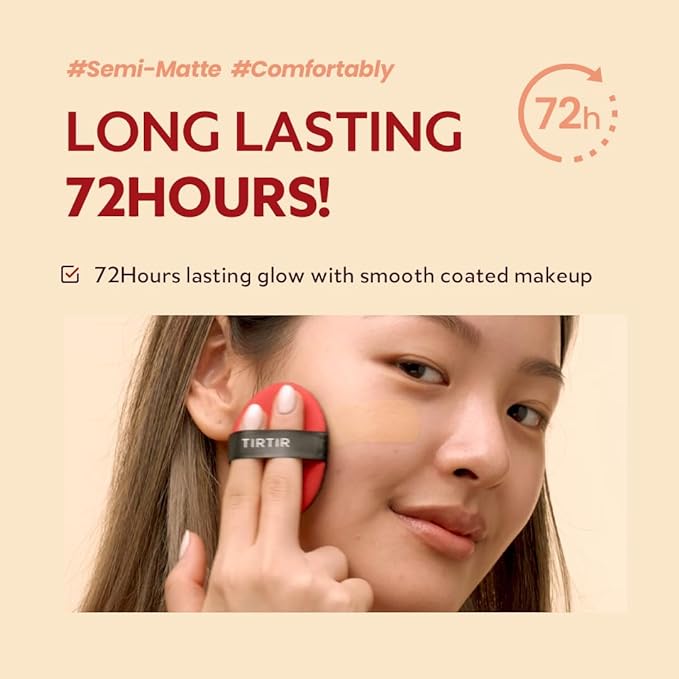 #Semi-Matte #Comfortably
LONG LASTING
72HOURS!
72h
72Hours lasting glow with smooth coated makeup
TIRTIR